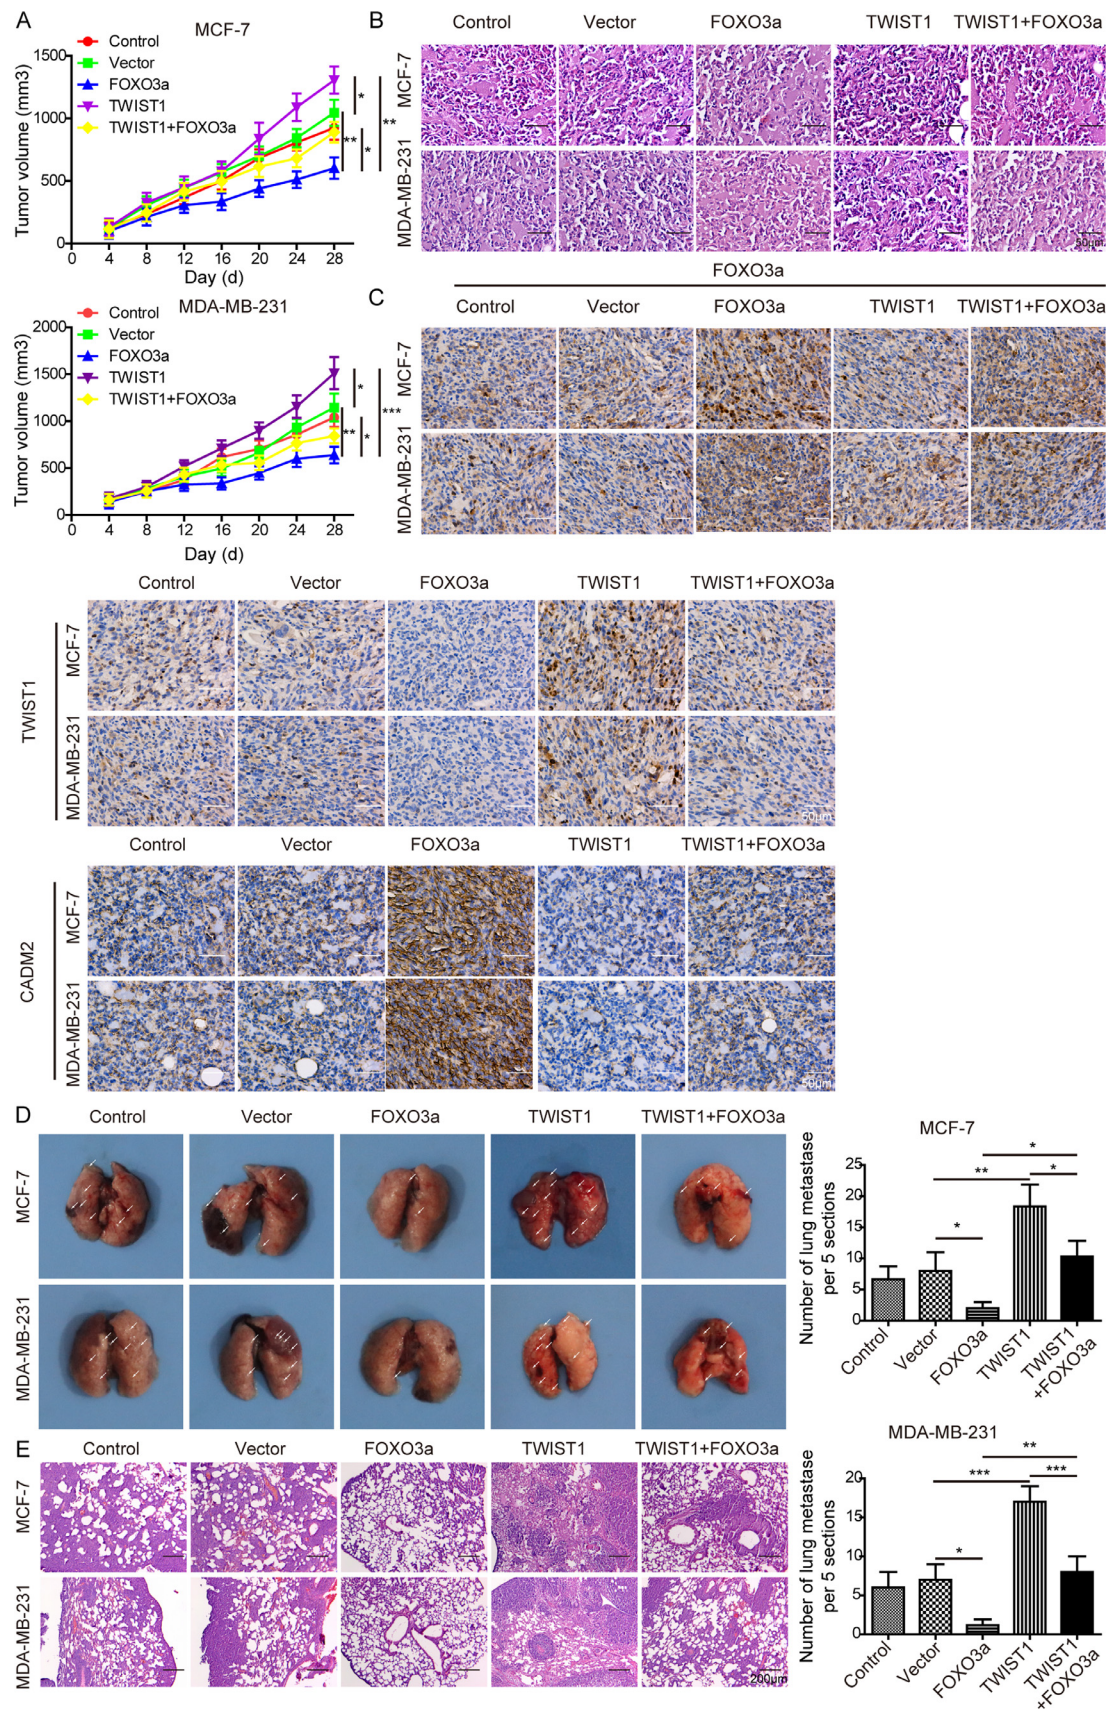 A
MCF-7
Control
Vector
FOXO3a
TWIST1
TWIST1+FOXO3a
Tumor volume (mm3)
1500
1000
500
0
0 4 8 12 16 20 24 28
Day (d)
*
**
**
*
MDA-MB-231
Control
Vector
FOXO3a
TWIST1
TWIST1+FOXO3a
Tumor volume (mm3)
2000
1500
1000
500
0
0 4 8 12 16 20 24 28
Day (d)
*
***
**
*
B
Control Vector FOXO3a TWIST1 TWIST1+FOXO3a
MCF-7
MDA-MB-231
50μm
FOXO3a
C
Control Vector FOXO3a TWIST1 TWIST1+FOXO3a
MCF-7
MDA-MB-231
Control Vector FOXO3a TWIST1 TWIST1+FOXO3a
TWIST1
MCF-7
MDA-MB-231
50μm
Control Vector FOXO3a TWIST1 TWIST1+FOXO3a
CADM2
MCF-7
MDA-MB-231
50μm
D
Control Vector FOXO3a TWIST1 TWIST1+FOXO3a
MCF-7
MDA-MB-231
MCF-7
Number of lung metastase
per 5 sections
25
20
15
10
5
0
*
**
*
*
Control
Vector
FOXO3a
TWIST1
TWIST1
+FOXO3a
E
Control Vector FOXO3a TWIST1 TWIST1+FOXO3a
MCF-7
MDA-MB-231
200μm
MDA-MB-231
Number of lung metastase
per 5 sections
20
15
10
5
0
**
***
***
*
Control
Vector
FOXO3a
TWIST1
TWIST1
+FOXO3a